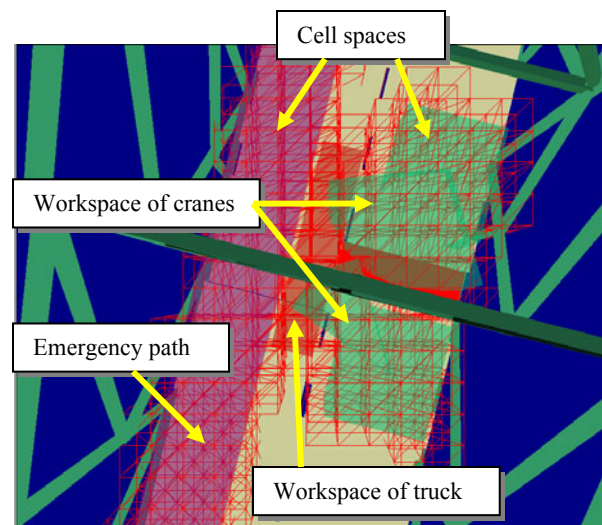 Cell spaces
Workspace of cranes
Emergency path
Workspace of truck